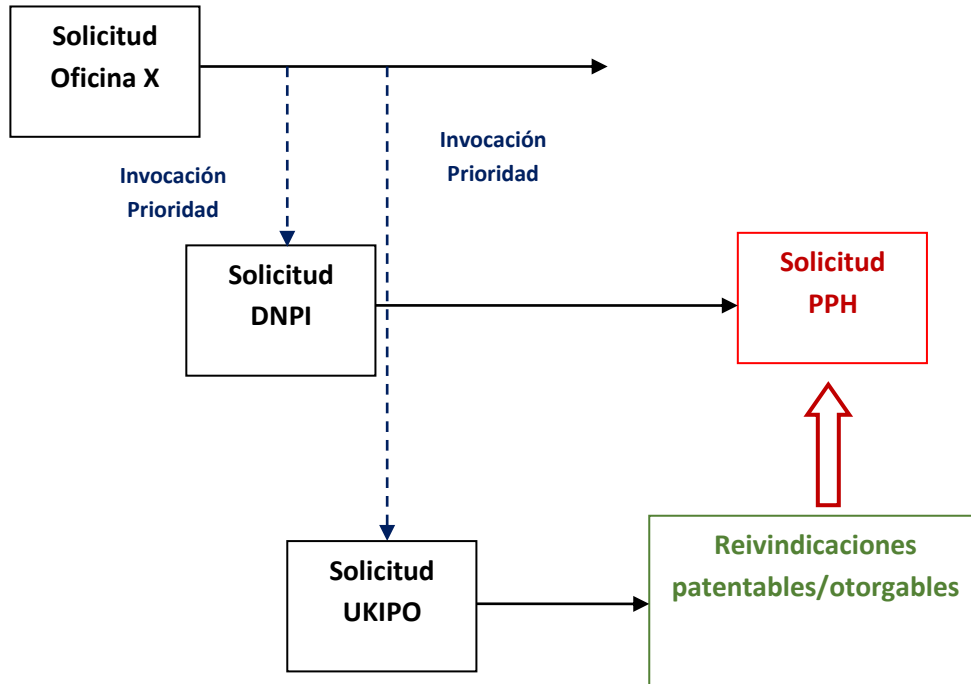 Solicitud
Oficina X
Invocación
Prioridad
Invocación
Prioridad
Solicitud
DNPI
Solicitud
PPH
Solicitud
UKIPO
Reivindicaciones
patentables/otorgables